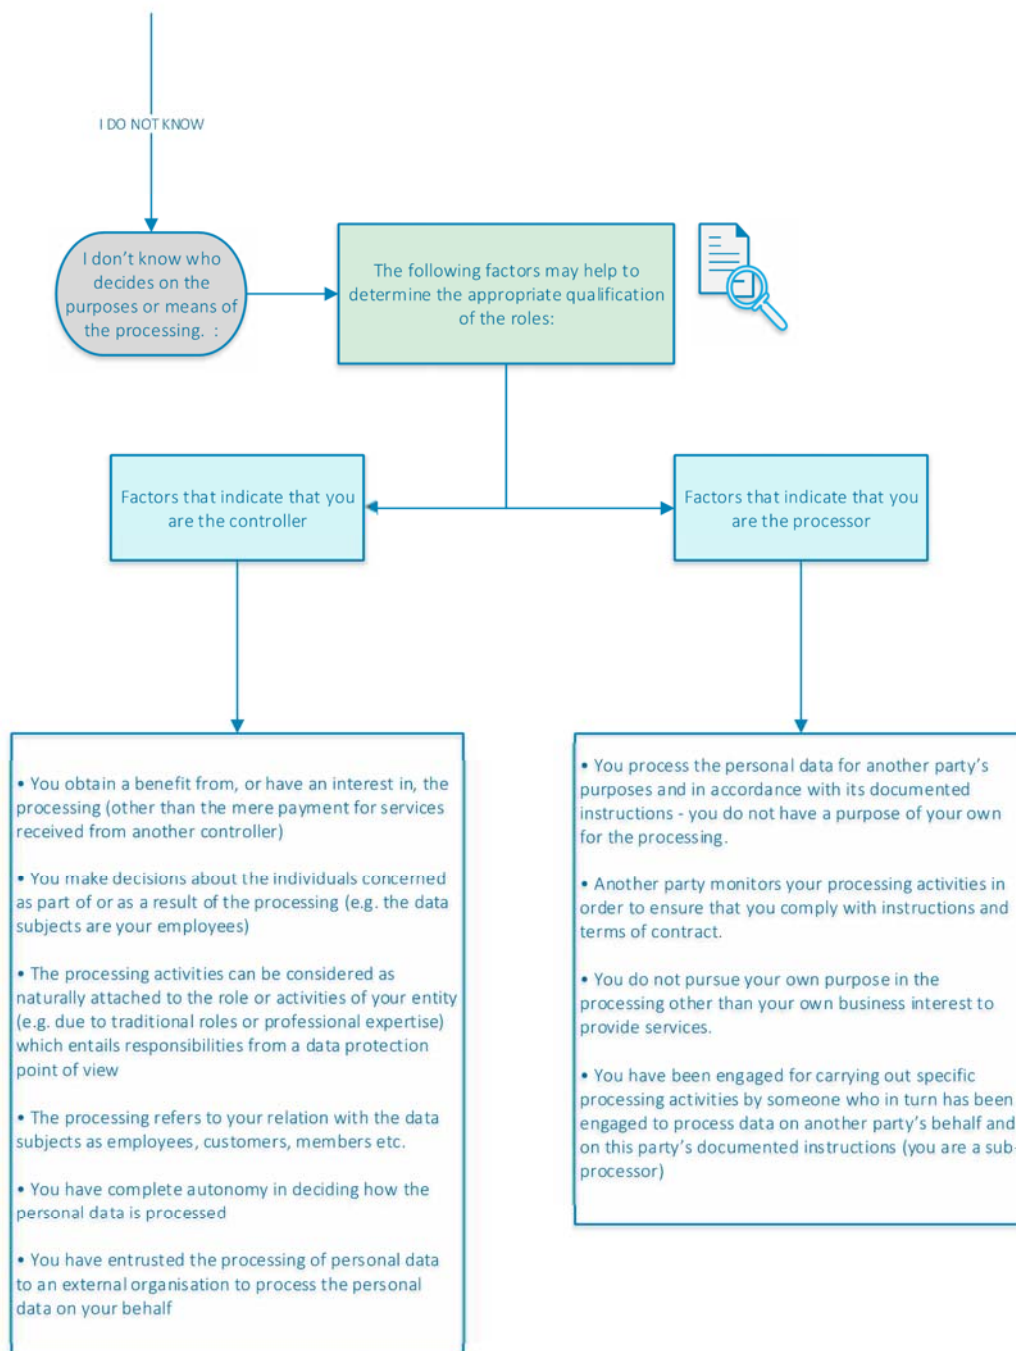 I DO NOT KNOW
I don't know who
decides on the
purposes or means of
the processing. :
The following factors may help to
determine the appropriate qualification
of the roles:
Factors that indicate that you
are the controller
Factors that indicate that you
are the processor
• You obtain a benefit from, or have an interest in, the
processing (other than the mere payment for services
received from another controller)
• You make decisions about the individuals concerned
as part of or as a result of the processing (e.g. the data
subjects are your employees)
• The processing activities can be considered as
naturally attached to the role or activities of your entity
(e.g. due to traditional roles or professional expertise)
which entails responsibilities from a data protection
point of view
• The processing refers to your relation with the data
subjects as employees, customers, members etc.
• You have complete autonomy in deciding how the
personal data is processed
• You have entrusted the processing of personal data
to an external organisation to process the personal
data on your behalf
• You process the personal data for another party's
purposes and in accordance with its documented
instructions - you do not have a purpose of your own
for the processing.
• Another party monitors your processing activities in
order to ensure that you comply with instructions and
terms of contract.
• You do not pursue your own purpose in the
processing other than your own business interest to
provide services.
• You have been engaged for carrying out specific
processing activities by someone who in turn has been
engaged to process data on another party's behalf and
on this party's documented instructions (you are a sub-
processor)